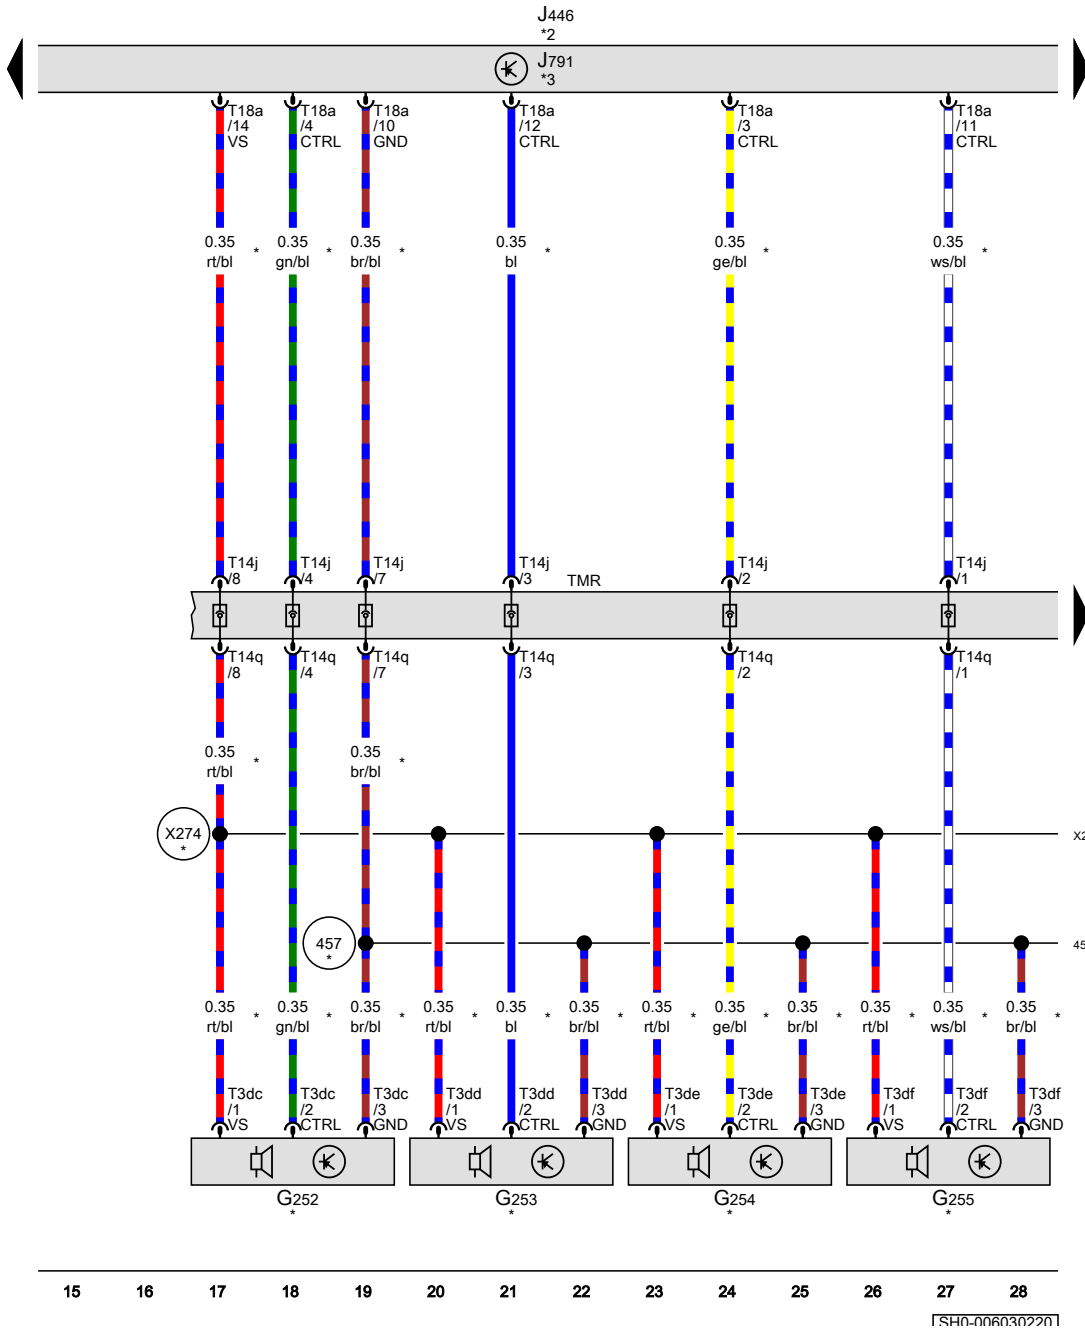 J446
*2
J791
*3
T18a
/14
VS
T18a
/4
CTRL
T18a
/10
GND
T18a
/12
CTRL
T18a
/3
CTRL
T18a
/11
CTRL
0.35
rt/bl *
0.35
gn/bl *
0.35
br/bl *
0.35
bl *
0.35
ge/bl *
0.35
ws/bl *
T14j
/8
T14j
/4
T14j
/7
T14j
/3
TMR
T14j
/2
T14j
/1
T14q
/8
T14q
/4
T14q
/7
T14q
/3
T14q
/2
T14q
/1
0.35
rt/bl *
0.35
br/bl *
X274
*
X2
457
*
45
0.35
rt/bl *
0.35
gn/bl *
0.35
br/bl *
0.35
rt/bl *
0.35
bl *
0.35
br/bl *
0.35
rt/bl *
0.35
ge/bl *
0.35
br/bl *
0.35
rt/bl *
0.35
ws/bl *
0.35
br/bl *
T3dc
/1
VS
T3dc
/2
CTRL
T3dc
/3
GND
T3dd
/1
VS
T3dd
/2
CTRL
T3dd
/3
GND
T3de
/1
VS
T3de
/2
CTRL
T3de
/3
GND
T3df
/1
VS
T3df
/2
CTRL
T3df
/3
GND
G252
*
G253
*
G254
*
G255
*
15 16 17 18 19 20 21 22 23 24 25 26 27 28
SH0-006030220